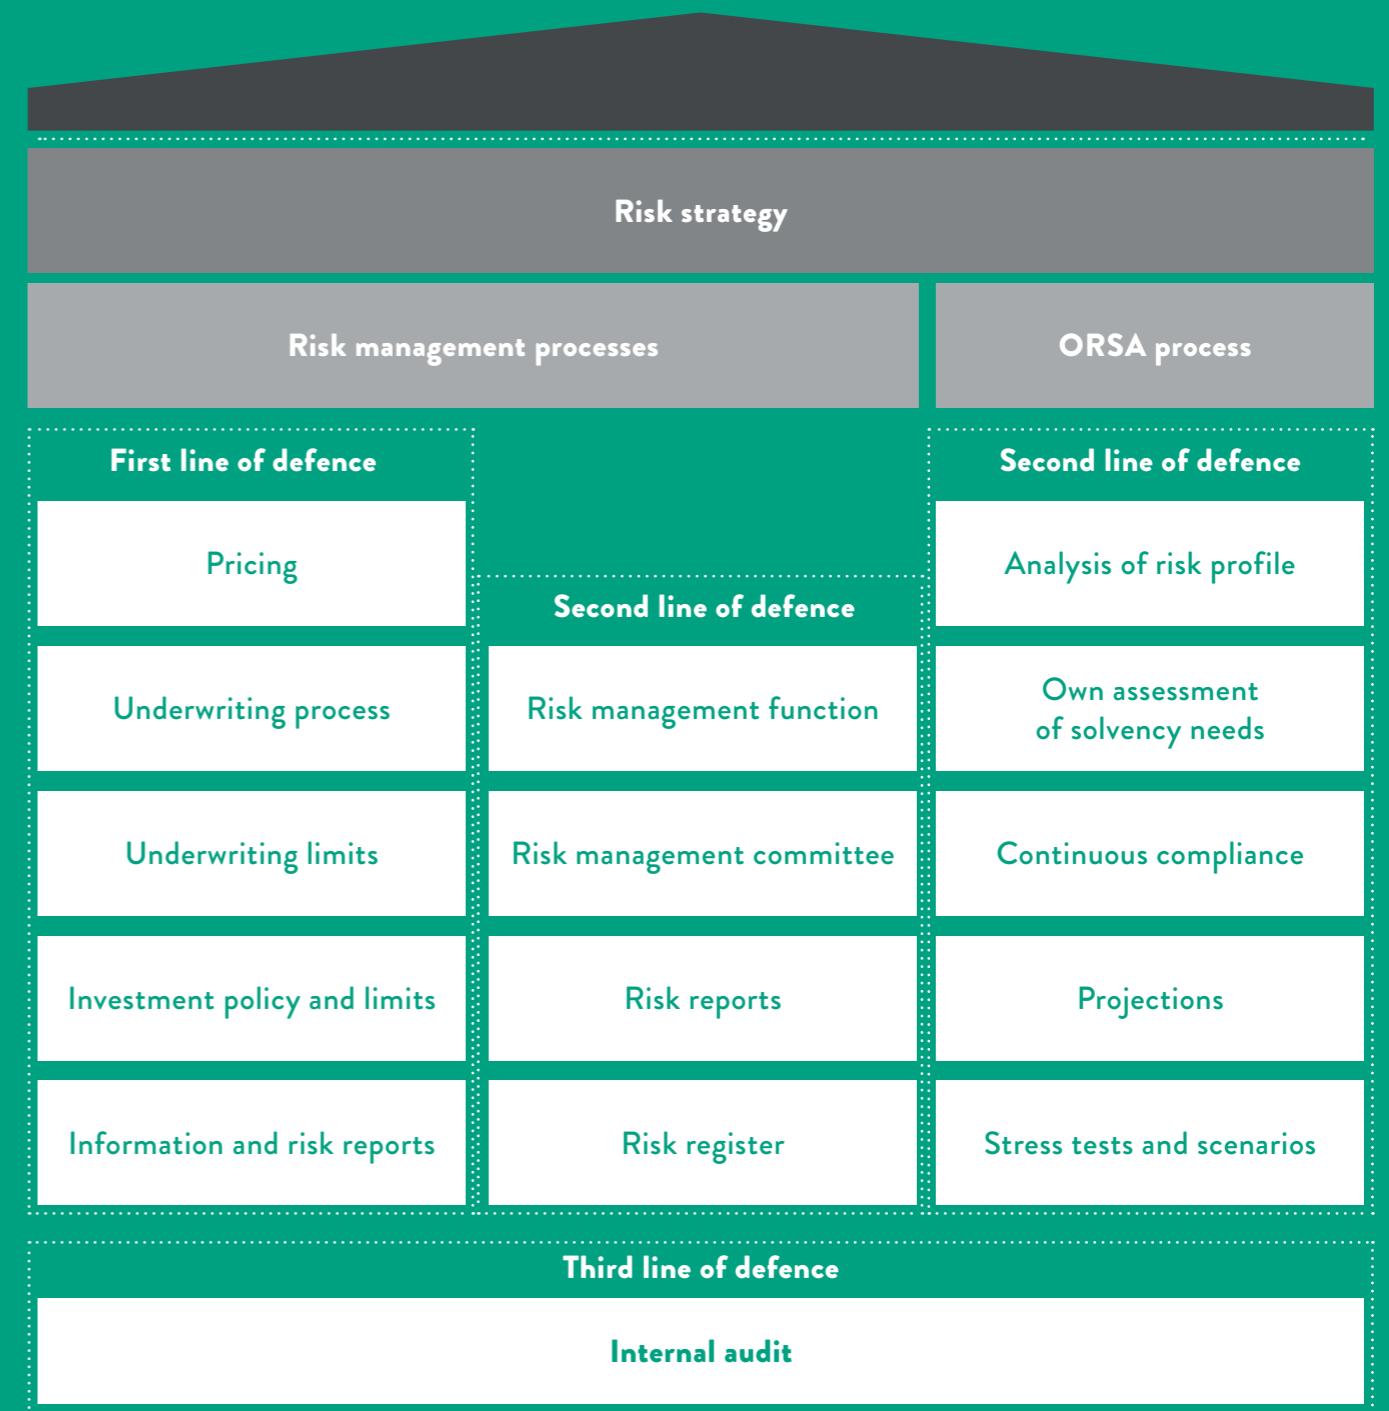 Risk strategy
Risk management processes
ORSA process
First line of defence
Pricing
Underwriting process
Underwriting limits
Investment policy and limits
Information and risk reports
Second line of defence
Risk management function
Risk management committee
Risk reports
Risk register
Second line of defence
Analysis of risk profile
Own assessment
of solvency needs
Continuous compliance
Projections
Stress tests and scenarios
Third line of defence
Internal audit